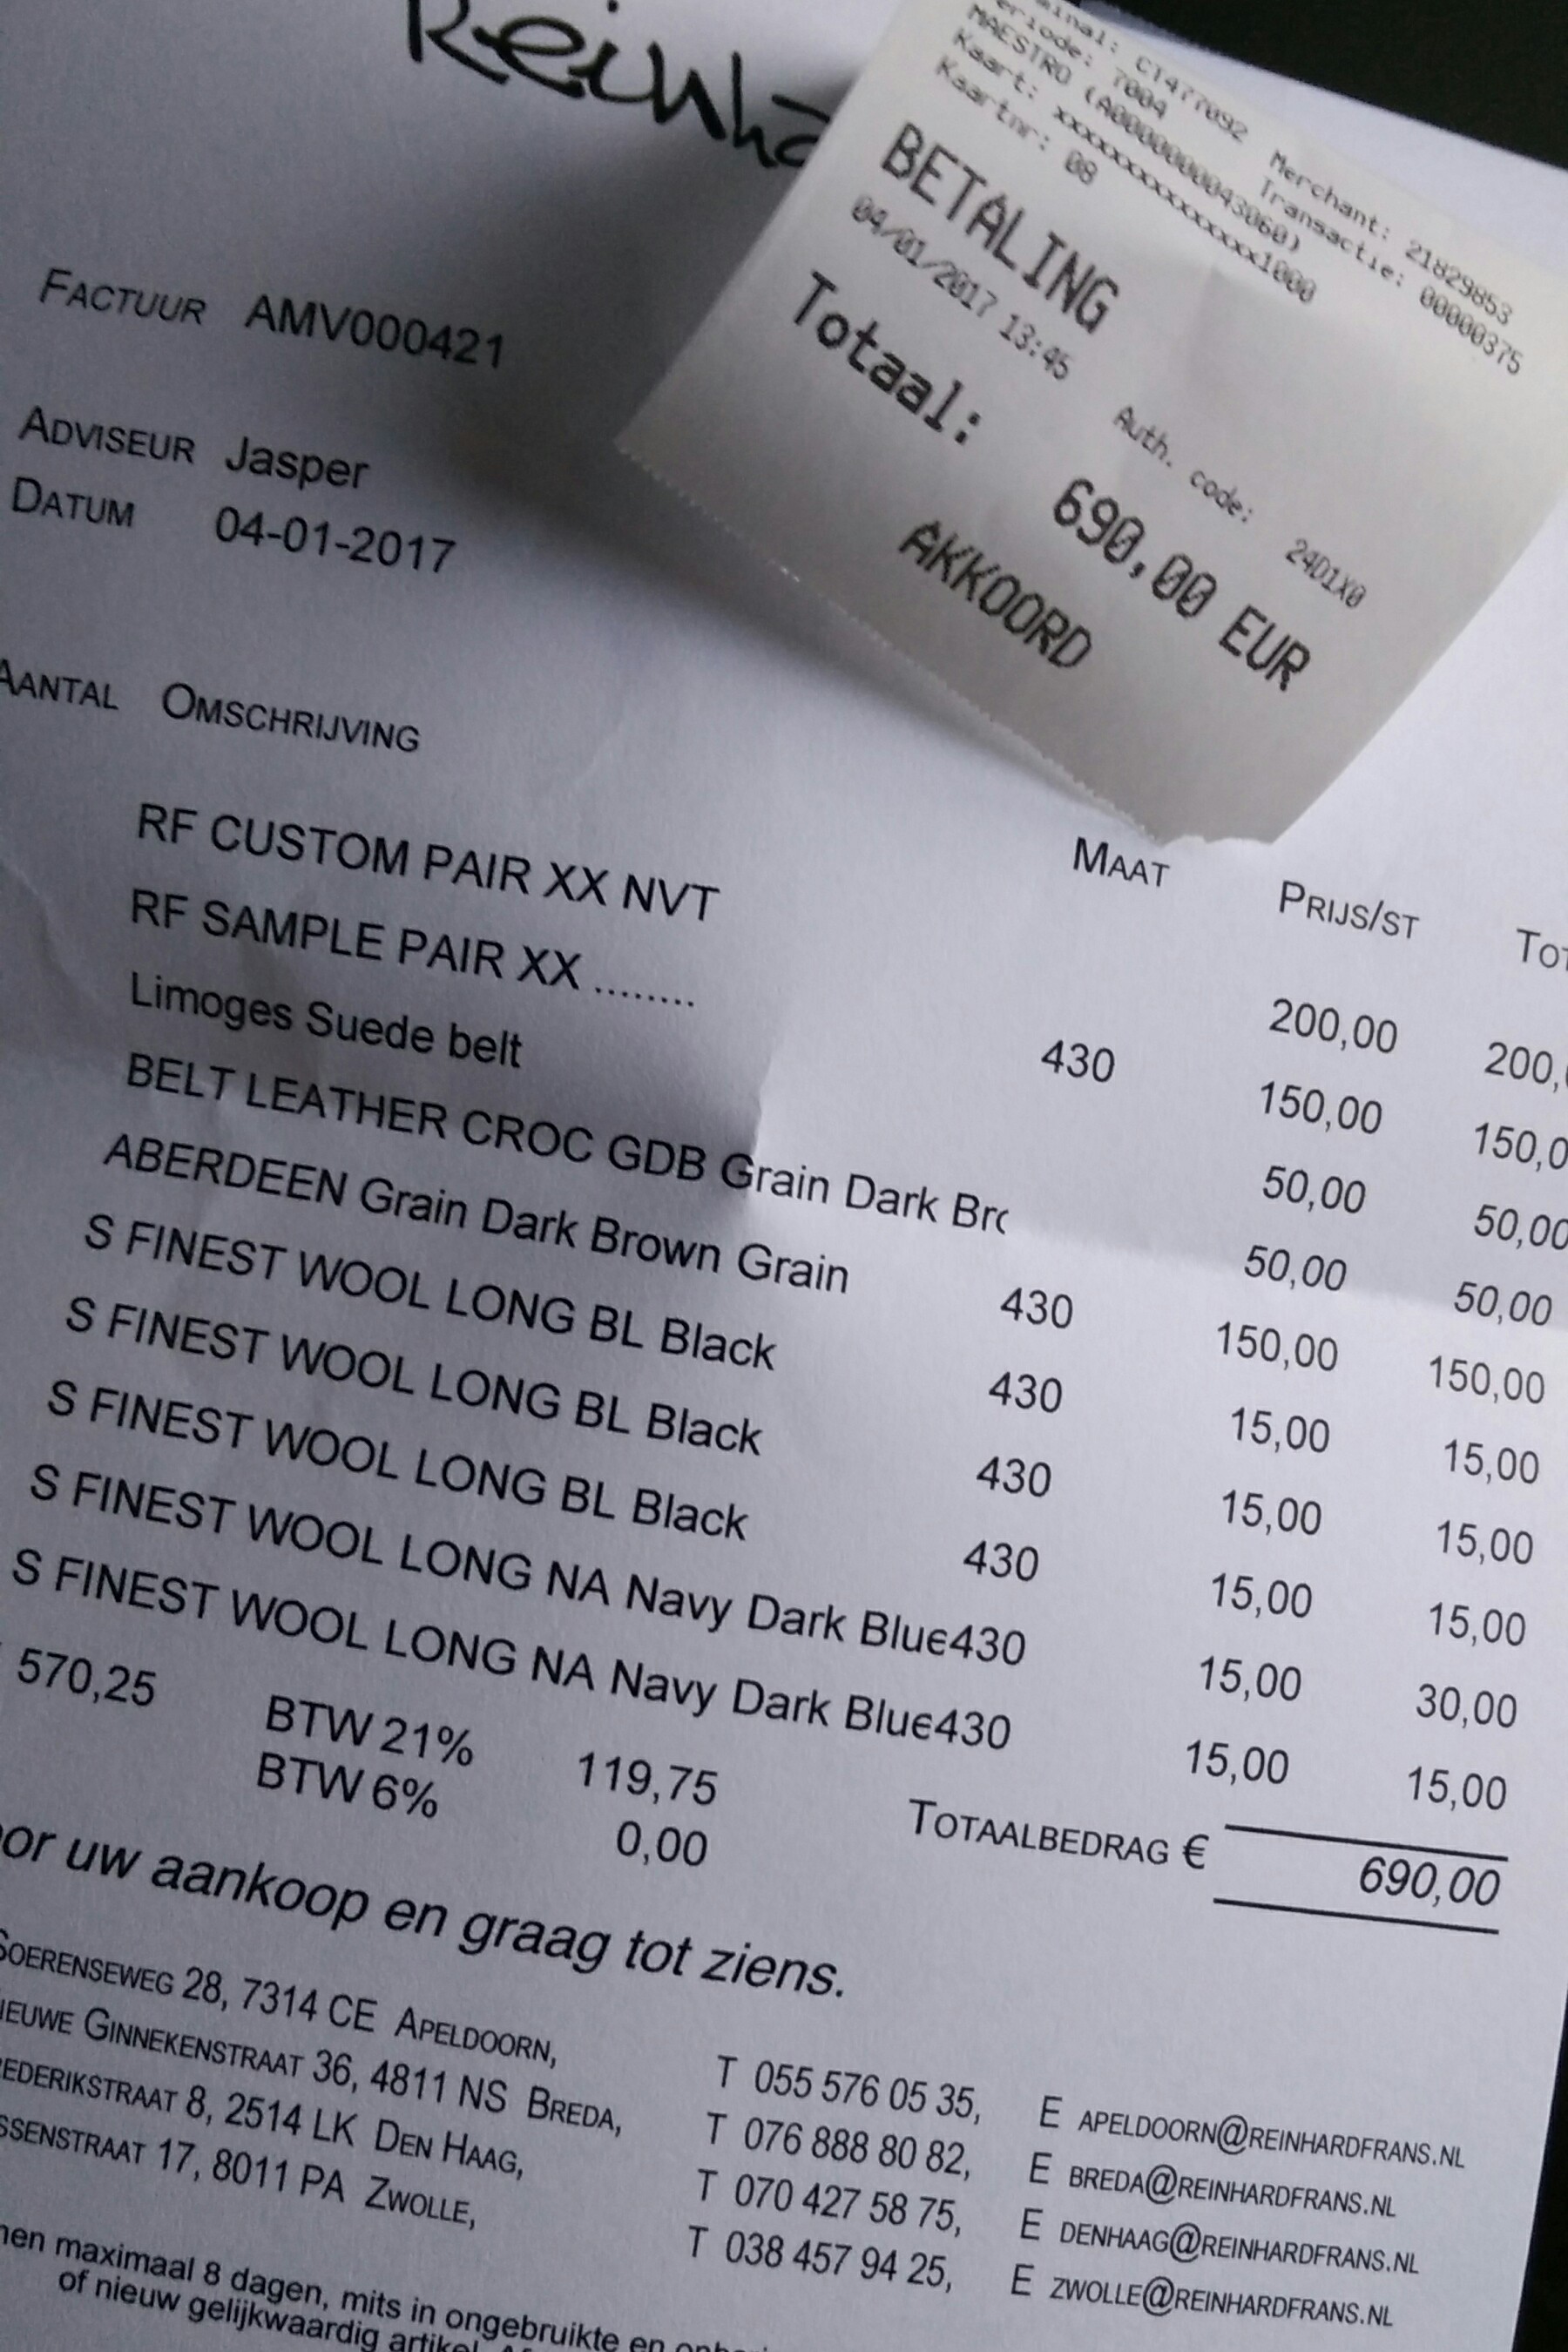 C1477092 Merchant: 21829853
7004 Transactie: 00000375
MAESTRO (A0000000043060)
Kaart: xxxxxxxxxxxxxxx1000
Kaartnr: 08
BETALING
04/01/2017 13:45 Auth. code: 24D1X0
Totaal: 690,00 EUR
AKKOORD
FACTUUR AMV000421
ADVISEUR Jasper
DATUM 04-01-2017
AANTAL OMSCHRIJVING MAAT PRIJS/ST
RF CUSTOM PAIR XX NVT 200,00 200,
RF SAMPLE PAIR XX ........ 430 150,00 150,0
Limoges Suede belt 50,00 50,00
BELT LEATHER CROC GDB Grain Dark Brc 50,00 50,00
ABERDEEN Grain Dark Brown Grain 430 150,00 150,00
S FINEST WOOL LONG BL Black 430 15,00 15,00
S FINEST WOOL LONG BL Black 430 15,00 15,00
S FINEST WOOL LONG BL Black 430 15,00 15,00
S FINEST WOOL LONG NA Navy Dark Blue430 15,00 30,00
S FINEST WOOL LONG NA Navy Dark Blue430 15,00 15,00
570,25 BTW 21% 119,75 TOTAALBEDRAG € 690,00
BTW 6% 0,00
uw aankoop en graag tot ziens.
SOERENSEWEG 28, 7314 CE APELDOORN, T 055 576 05 35, E APELDOORN@REINHARDFRANS.NL
IEUWE GINNEKENSTRAAT 36, 4811 NS BREDA, T 076 888 80 82, E BREDA@REINHARDFRANS.NL
EDERIKSTRAAT 8, 2514 LK DEN HAAG, T 070 427 58 75, E DENHAAG@REINHARDFRANS.NL
SSENSTRAAT 17, 8011 PA ZWOLLE, T 038 457 94 25, E ZWOLLE@REINHARDFRANS.NL
maximaal 8 dagen, mits in ongebruikte en
of nieuw gelijkwaardig artikel.